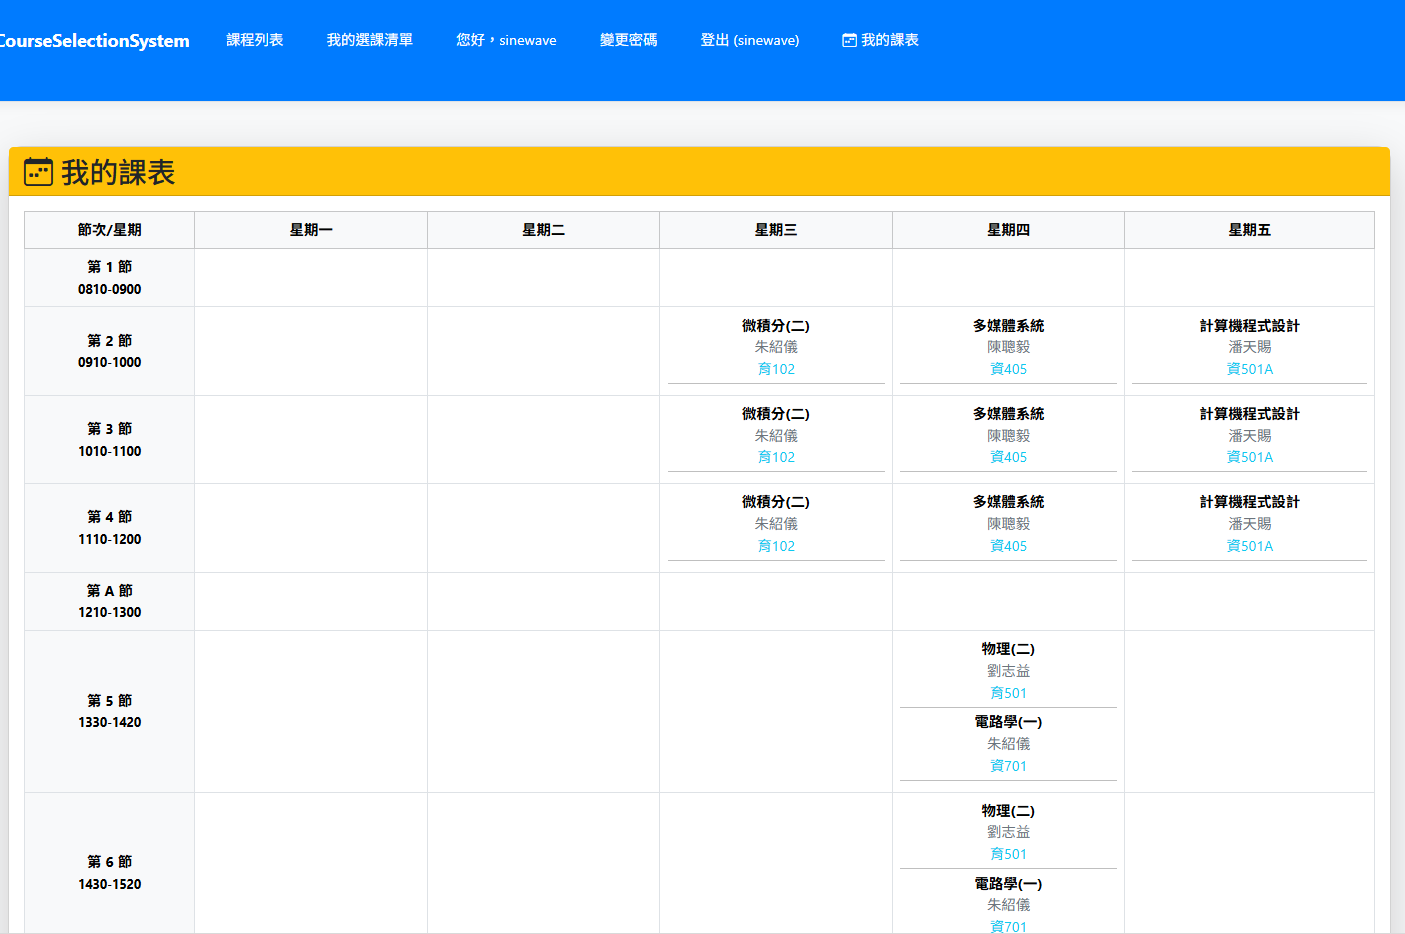 CourseSelectionSystem 課程列表 我的選課清單 您好，sinewave 變更密碼 登出 (sinewave) 我的課表
我的課表
節次/星期 星期一 星期二 星期三 星期四 星期五
第 1 節
0810-0900
第 2 節
0910-1000
微積分(二)
朱紹儀
育102
多媒體系統
陳聰毅
資405
計算機程式設計
潘天賜
資501A
第 3 節
1010-1100
微積分(二)
朱紹儀
育102
多媒體系統
陳聰毅
資405
計算機程式設計
潘天賜
資501A
第 4 節
1110-1200
微積分(二)
朱紹儀
育102
多媒體系統
陳聰毅
資405
計算機程式設計
潘天賜
資501A
第 A 節
1210-1300
第 5 節
1330-1420
物理(二)
劉志益
育501
電路學(一)
朱紹儀
資701
第 6 節
1430-1520
物理(二)
劉志益
育501
電路學(一)
朱紹儀
資701